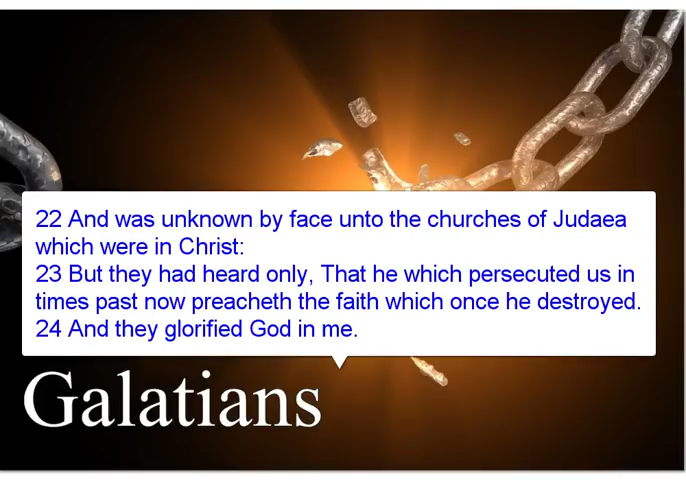 22 And was unknown by face unto the churches of Judaea
which were in Christ:
23 But they had heard only, That he which persecuted us in
times past now preacheth the faith which once he destroyed.
24 And they glorified God in me.
Galatians